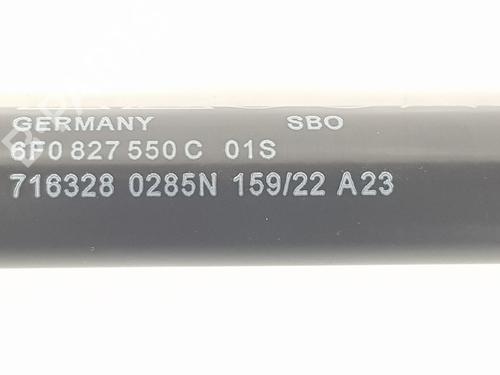 GERMANY SBO
6F0 827 550 C 01S
716328 0285N 159/22 A23